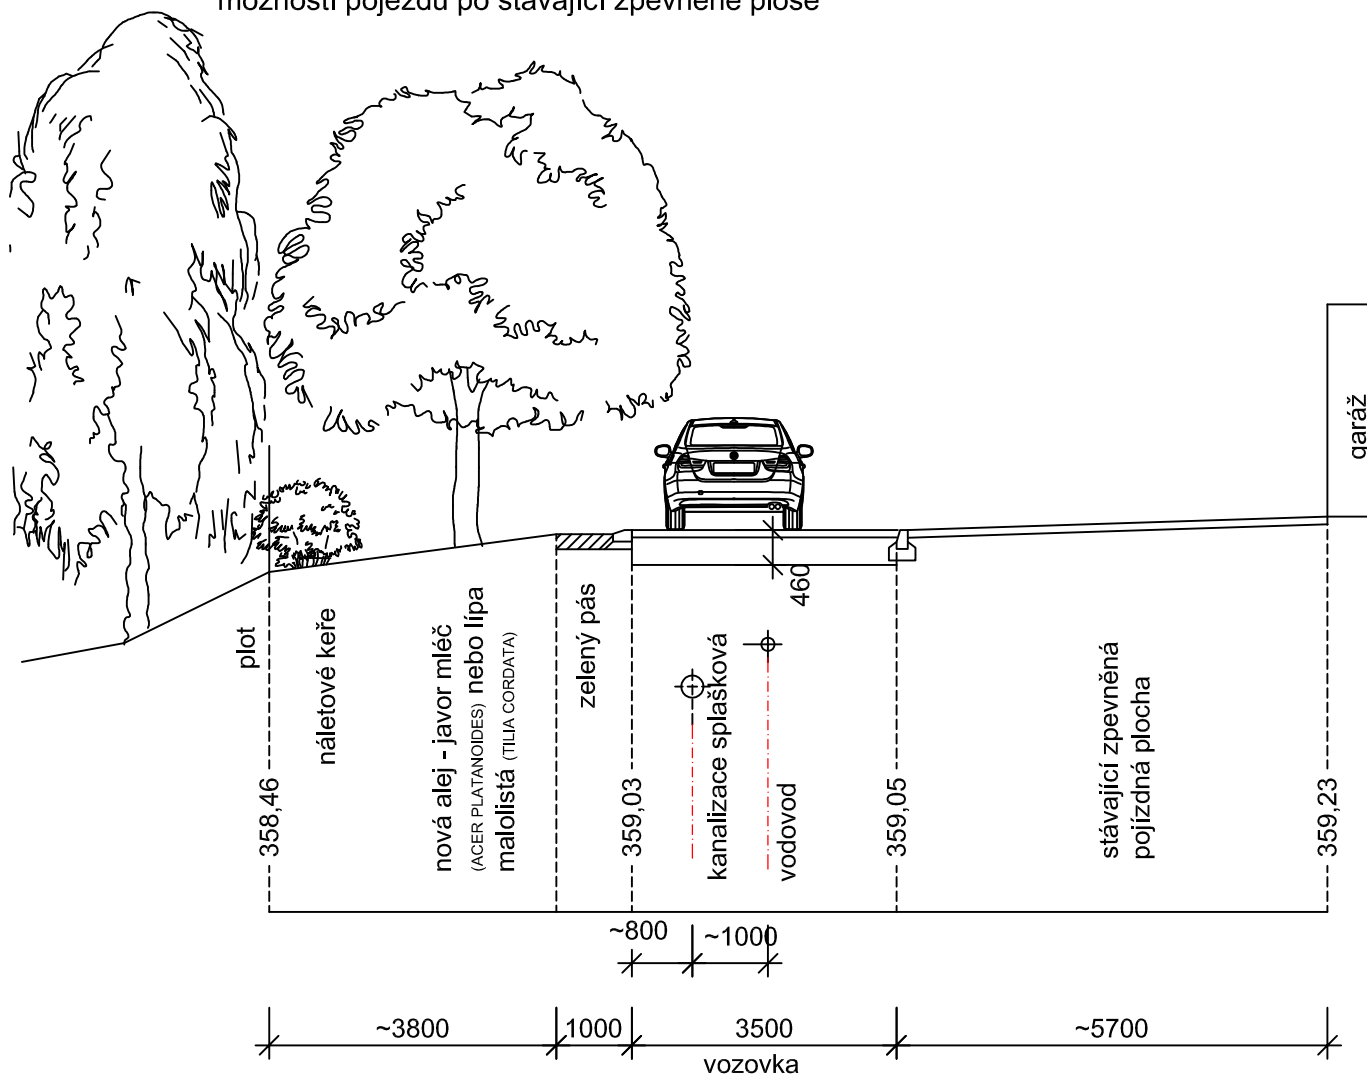 možností pojezdu po stávající zpevněné ploše
garáž
460
plot
náletové keře
nová alej - javor mléč
(ACER PLATANOIDES) nebo lípa
malolistá (TILIA CORDATA)
zelený pás
kanalizace splašková
vodovod
stávající zpevněná
pojízdná plocha
358,46
359,03
359,05
359,23
~800
~1000
~3800
1000
3500
~5700
vozovka